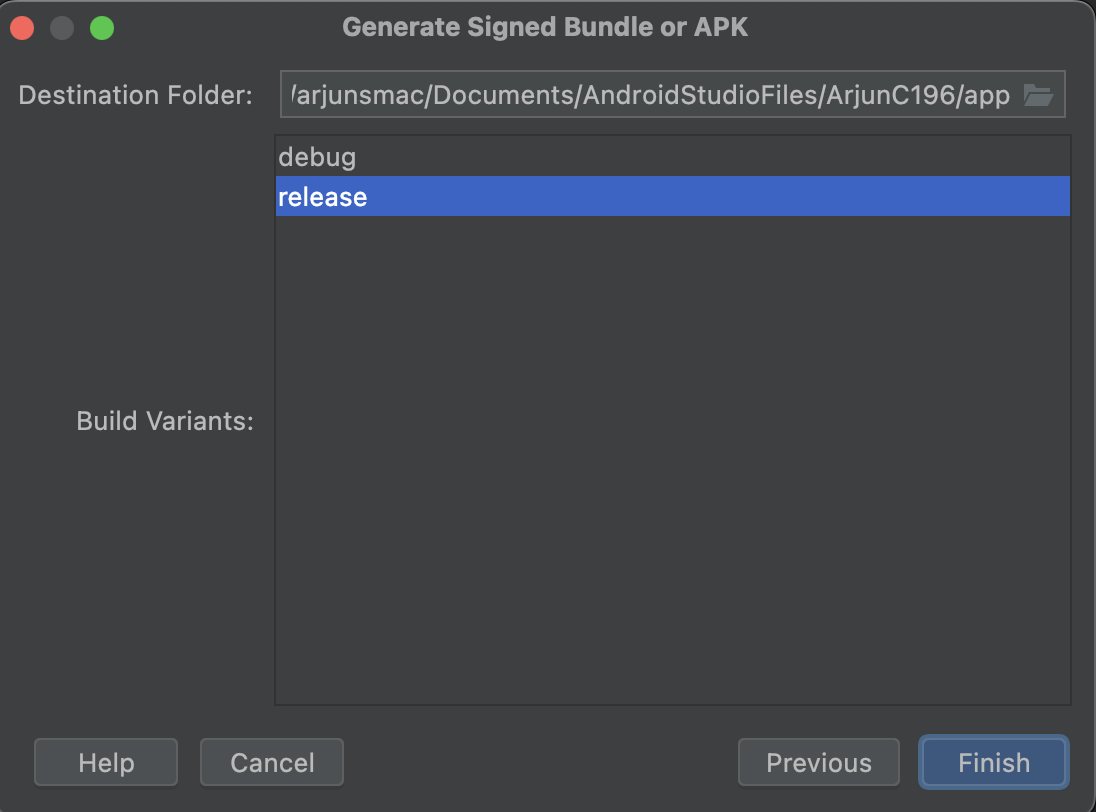 Generate Signed Bundle or APK
Destination Folder: /arjunsmac/Documents/AndroidStudioFiles/ArjunC196/app
debug
release
Build Variants:
Help Cancel Previous Finish